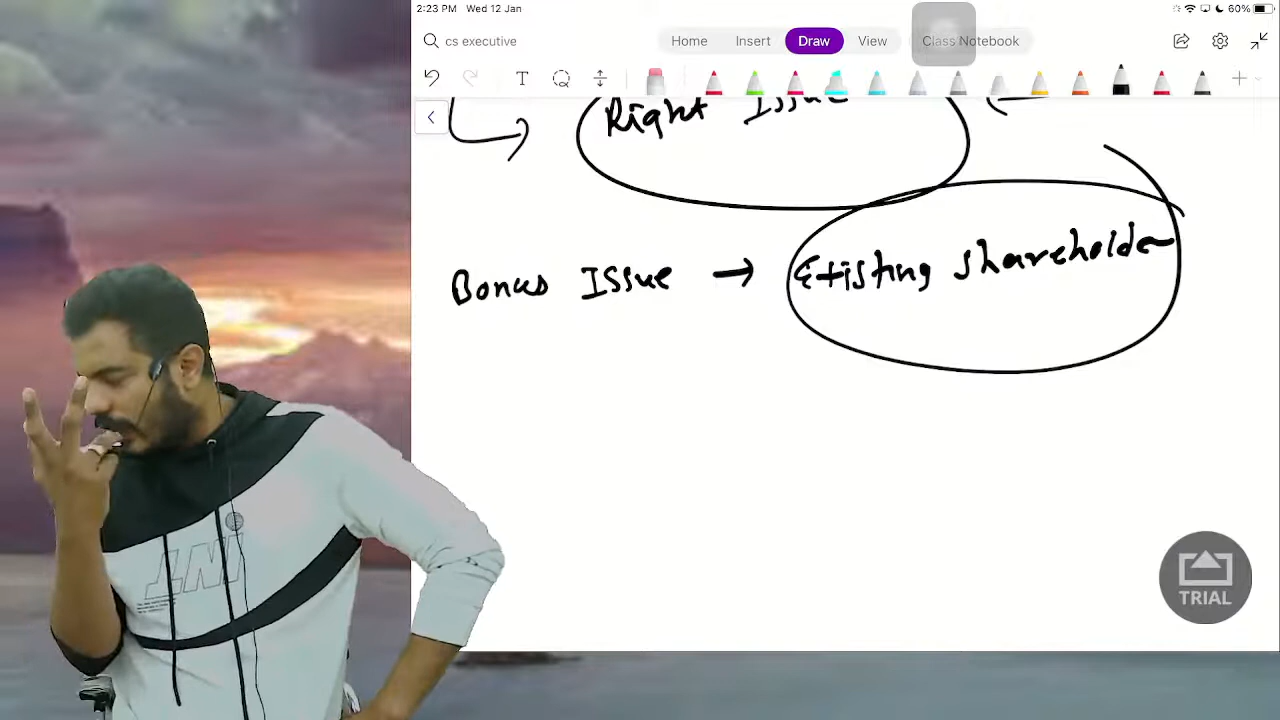 2:23 PM Wed 12 Jan
60%
cs executive
Home Insert Draw View Class Notebook
T
Right Issue
Bonus Issue → Existing shareholder
TRIAL